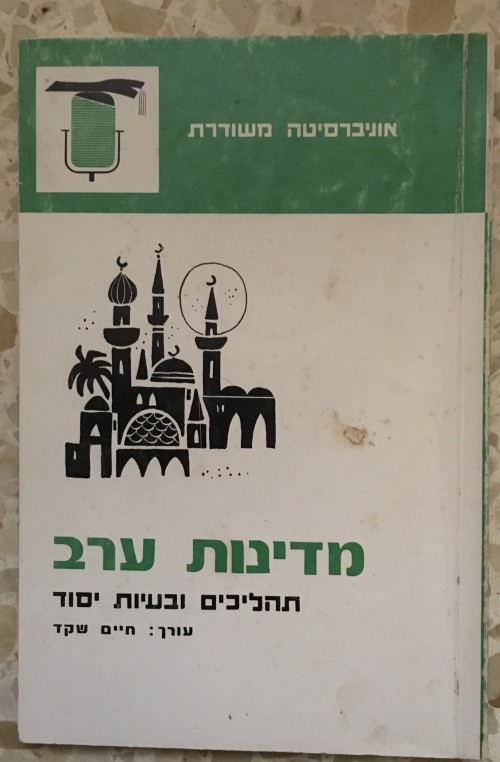 אוניברסיטה משודרת
מדינות ערב
תהליכים ובעיות יסוד
עורך: חיים שקד